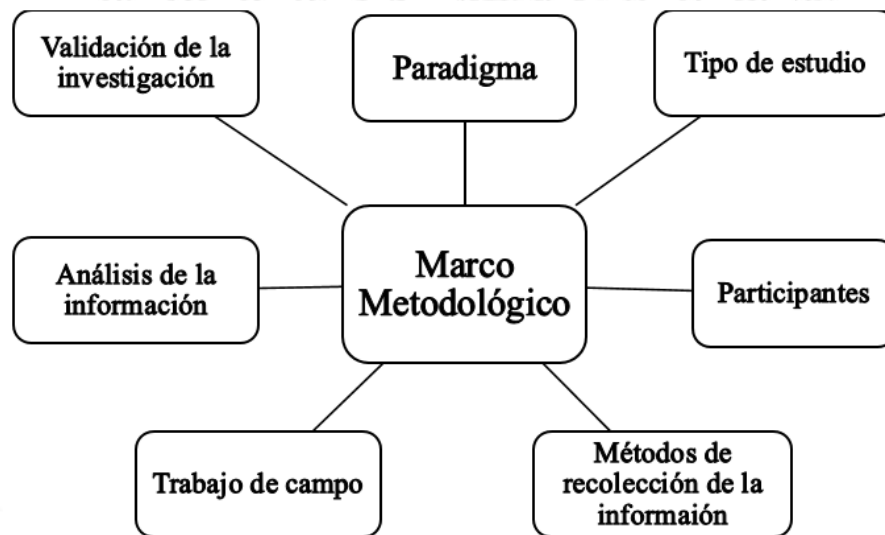 Validación de la
investigación
Paradigma
Tipo de estudio
Análisis de la
información
Marco
Metodológico
Participantes
Trabajo de campo
Métodos de
recolección de la
informaión